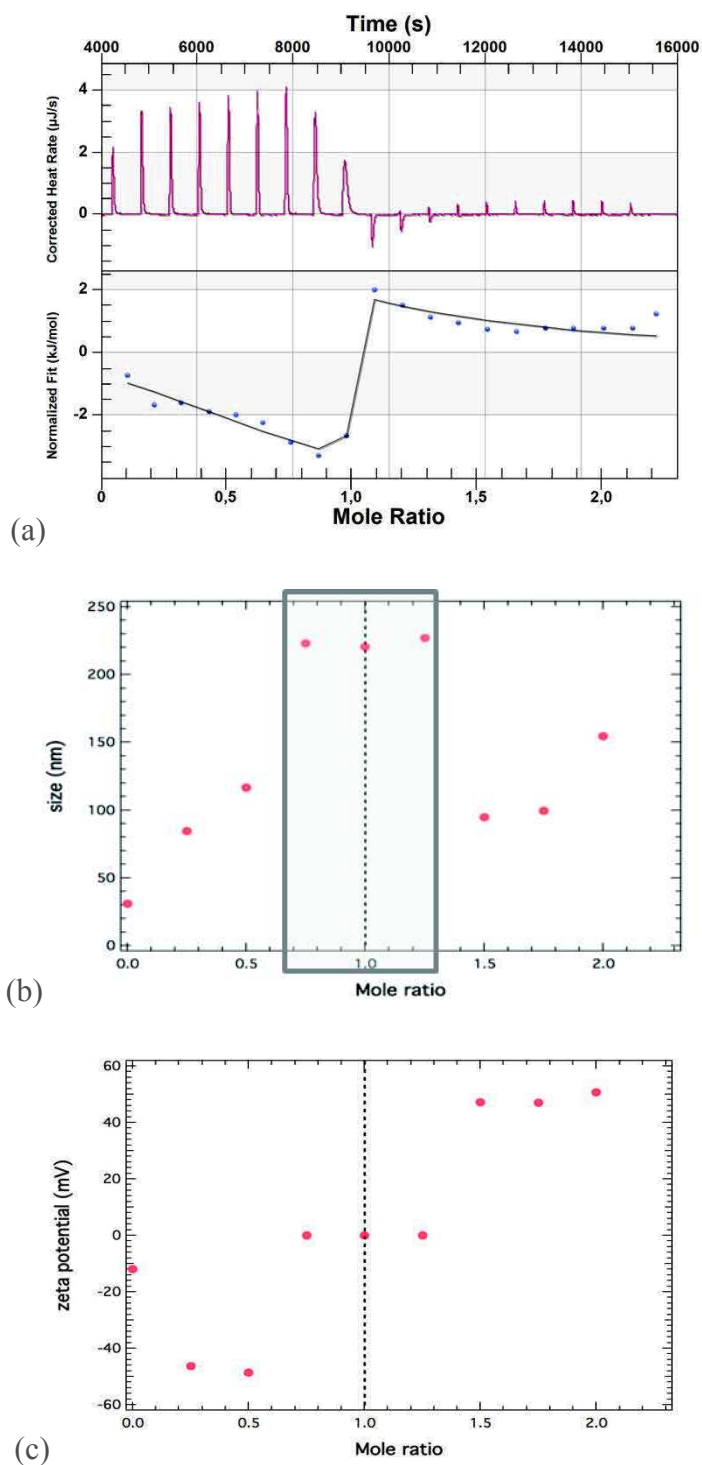 Time (s)
4000 6000 8000 10000 12000 14000 16000
Corrected Heat Rate (µJ/s)
4
2
0
Normalized Fit (kJ/mol)
2
0
-2
0 0,5 1,0 1,5 2,0
Mole Ratio
(a)
size (nm)
250
200
150
100
50
0
0.0 0.5 1.0 1.5 2.0
Mole ratio
(b)
zeta potential (mV)
60
40
20
0
-20
-40
-60
0.0 0.5 1.0 1.5 2.0
Mole ratio
(c)